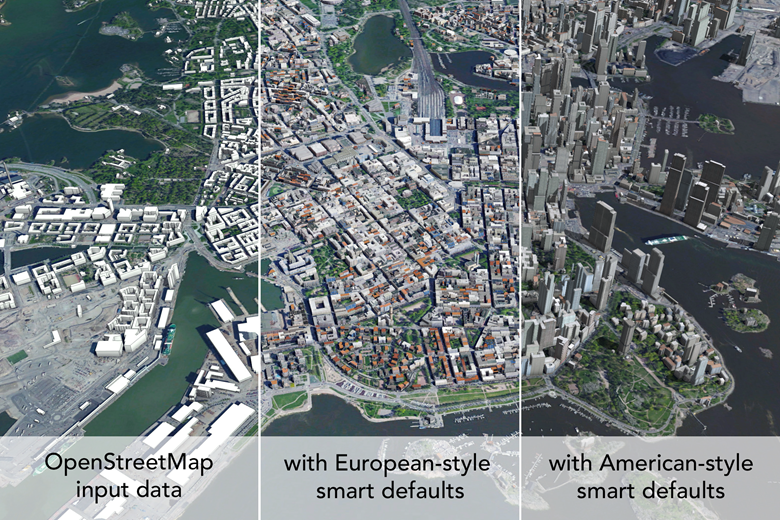 OpenStreetMap
input data
with European-style
smart defaults
with American-style
smart defaults